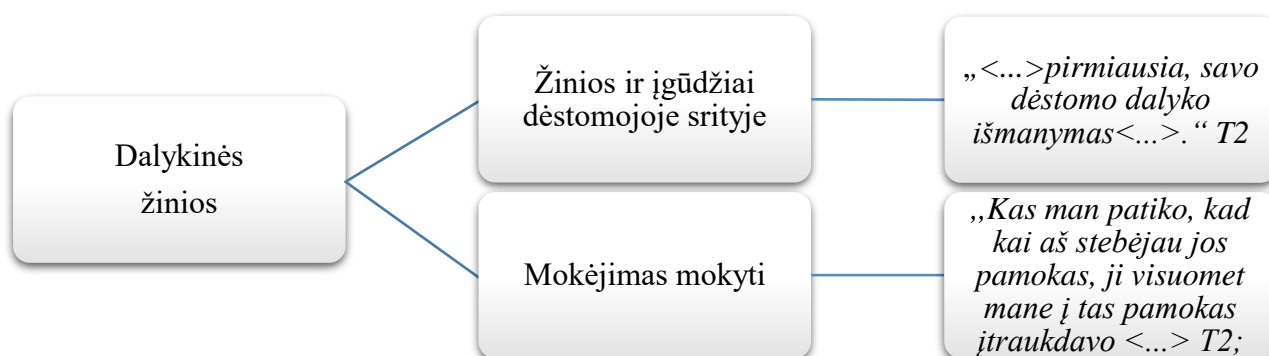 Dalykinės
žinios
Žinios ir įgūdžiai
dėstomojoje srityje
„<...>pirmiausia, savo
dėstomo dalyko
išmanymas<...>.“ T2
Mokėjimas mokyti
,,Kas man patiko, kad
kai aš stebėjau jos
pamokas, ji visuomet
mane į tas pamokas
įtraukdavo <...> T2;